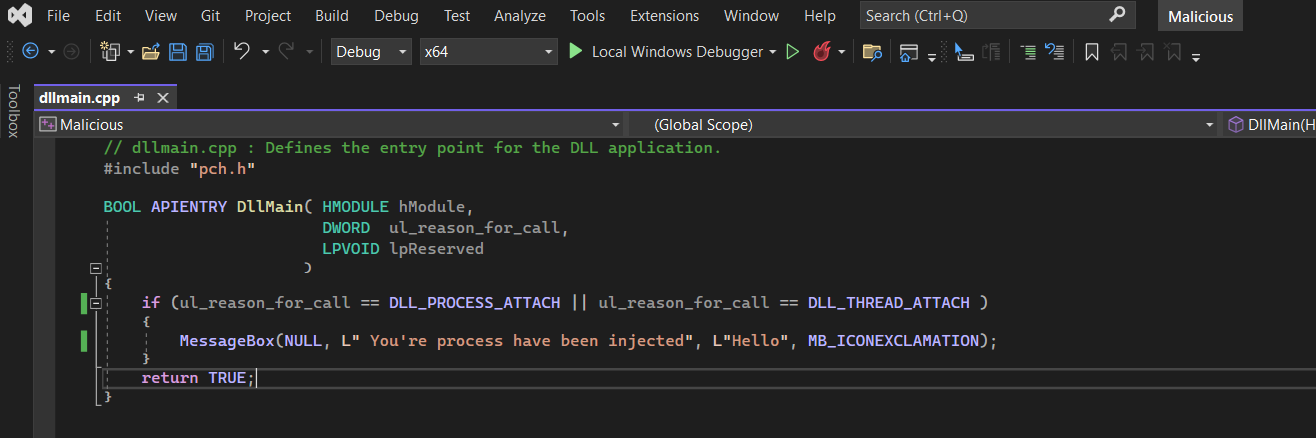 File Edit View Git Project Build Debug Test Analyze Tools Extensions Window Help Search (Ctrl+Q) Malicious
Debug x64 Local Windows Debugger
Toolbox
dllmain.cpp
Malicious (Global Scope) DllMain(H
// dllmain.cpp : Defines the entry point for the DLL application.
#include "pch.h"
BOOL APIENTRY DllMain( HMODULE hModule,
DWORD ul_reason_for_call,
LPVOID lpReserved
)
{
if (ul_reason_for_call == DLL_PROCESS_ATTACH || ul_reason_for_call == DLL_THREAD_ATTACH )
{
MessageBox(NULL, L" You're process have been injected", L"Hello", MB_ICONEXCLAMATION);
}
return TRUE;
}